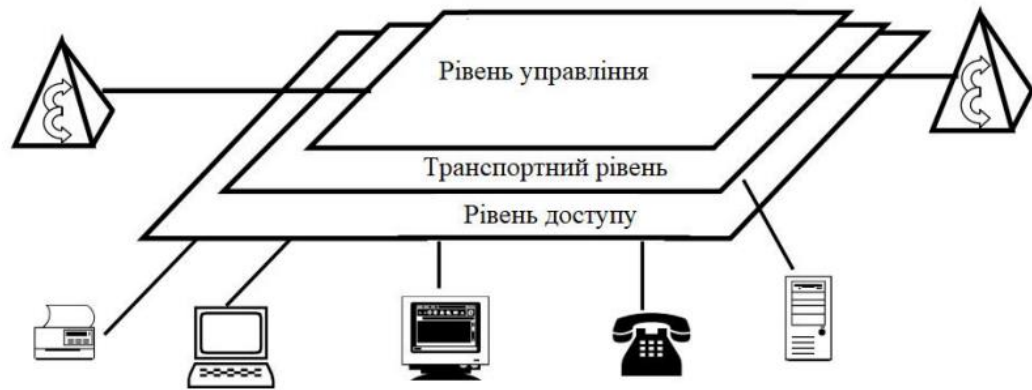 Рівень управління
Транспортний рівень
Рівень доступу